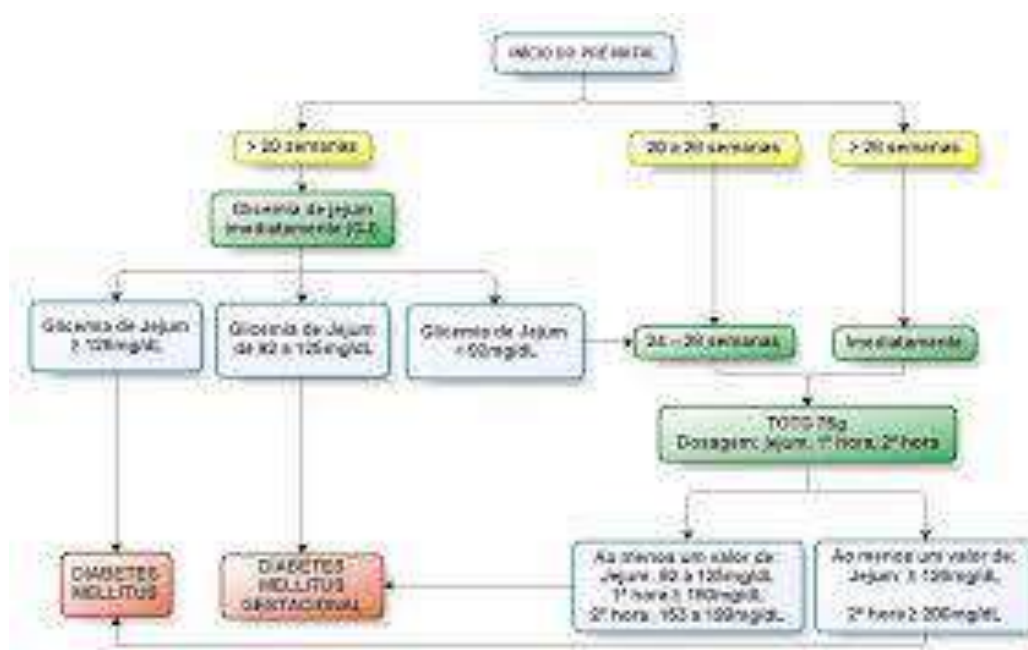 INÍCIO DO PRÉ NATAL
> 20 semanas
20 a 28 semanas
> 28 semanas
Glicemia de jejum
imediatamente (GJ)
Glicemia de Jejum
≥ 126mg/dL
Glicemia de Jejum
de 92 a 125mg/dL
Glicemia de Jejum
< 92mg/dL
24 – 28 semanas
Imediatamente
TOTG 75g
Dosagem: Jejum, 1ª hora, 2ª hora
DIABETES
MELLITUS
DIABETES
MELLITUS
GESTACIONAL
Ao menos um valor de:
Jejum: 92 a 125mg/dL
1ª hora ≥ 180mg/dL
2ª hora: 153 a 199mg/dL
Ao menos um valor de:
Jejum: ≥ 126mg/dL
2ª hora ≥ 200mg/dL